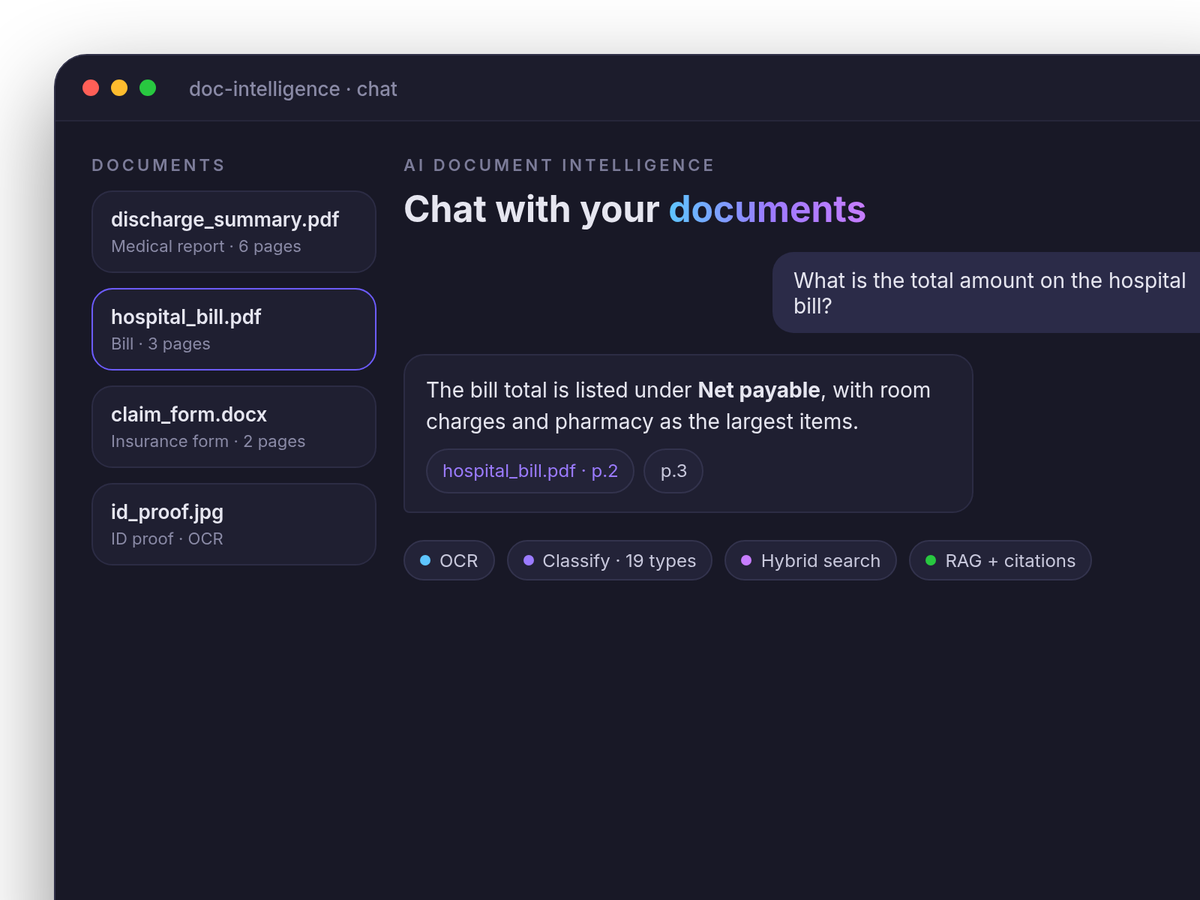 doc-intelligence · chat
DOCUMENTS
discharge_summary.pdf
Medical report · 6 pages
hospital_bill.pdf
Bill · 3 pages
claim_form.docx
Insurance form · 2 pages
id_proof.jpg
ID proof · OCR
AI DOCUMENT INTELLIGENCE
Chat with your documents
What is the total amount on the hospital
bill?
The bill total is listed under Net payable, with room
charges and pharmacy as the largest items.
hospital_bill.pdf · p.2
p.3
OCR
Classify · 19 types
Hybrid search
RAG + citations